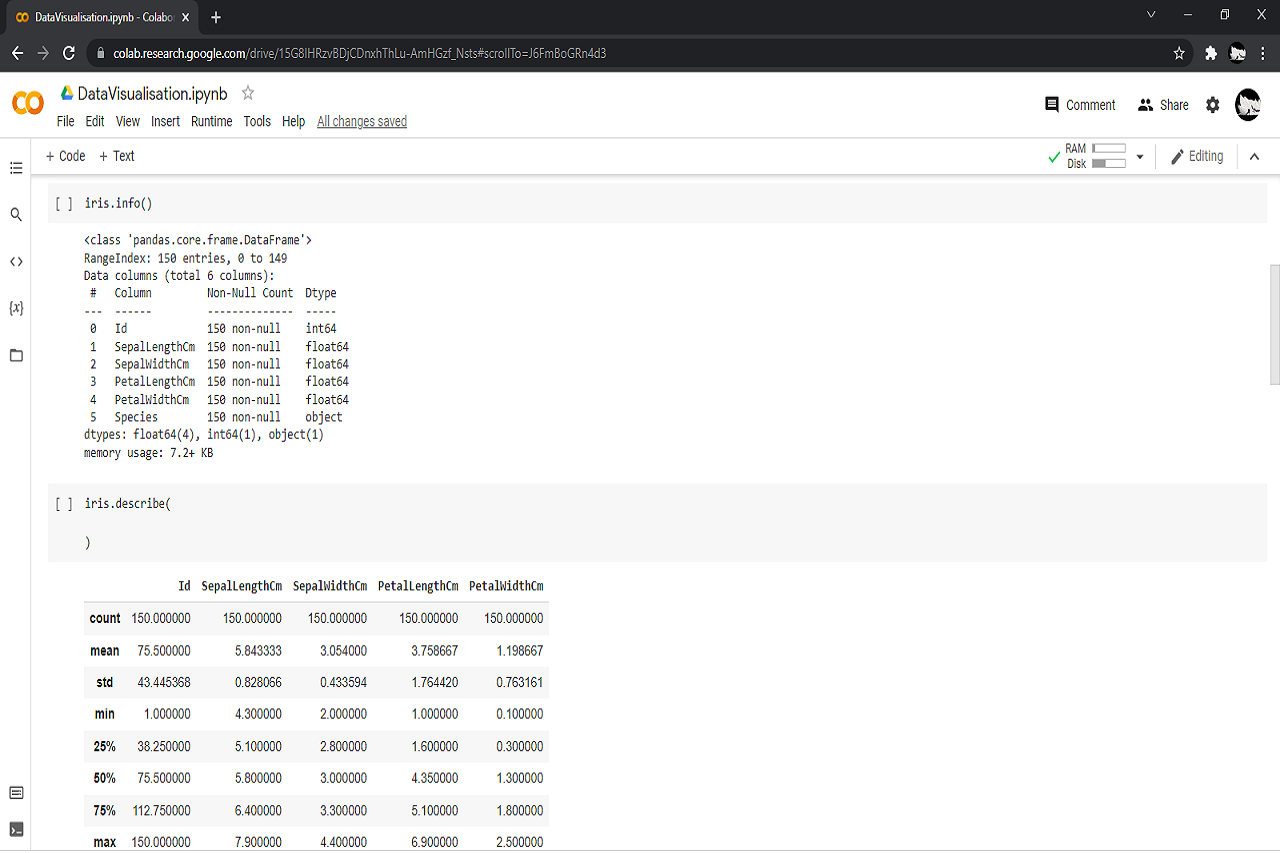 DataVisualisation.ipynb - Colabo
colab.research.google.com/drive/15G8IHRzvBDjCDnxhThLu-AmHGzf_Nsts#scrollTo=J6FmBoGRn4d3
DataVisualisation.ipynb
Comment
Share
File Edit View Insert Runtime Tools Help All changes saved
+ Code + Text
RAM
Disk
Editing
[ ] iris.info()
<class 'pandas.core.frame.DataFrame'>
RangeIndex: 150 entries, 0 to 149
Data columns (total 6 columns):
 #   Column         Non-Null Count  Dtype
---  ------         --------------  -----
 0   Id             150 non-null    int64
 1   SepalLengthCm  150 non-null    float64
 2   SepalWidthCm   150 non-null    float64
 3   PetalLengthCm  150 non-null    float64
 4   PetalWidthCm   150 non-null    float64
 5   Species        150 non-null    object
dtypes: float64(4), int64(1), object(1)
memory usage: 7.2+ KB
[ ] iris.describe(
)
Id SepalLengthCm SepalWidthCm PetalLengthCm PetalWidthCm
count 150.000000 150.000000 150.000000 150.000000 150.000000
mean 75.500000 5.843333 3.054000 3.758667 1.198667
std 43.445368 0.828066 0.433594 1.764420 0.763161
min 1.000000 4.300000 2.000000 1.000000 0.100000
25% 38.250000 5.100000 2.800000 1.600000 0.300000
50% 75.500000 5.800000 3.000000 4.350000 1.300000
75% 112.750000 6.400000 3.300000 5.100000 1.800000
max 150.000000 7.900000 4.400000 6.900000 2.500000